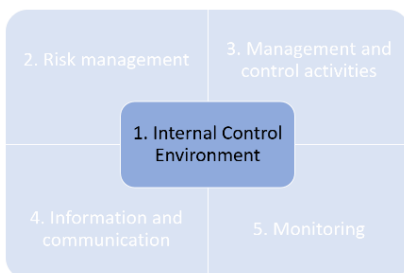 2. Risk management
3. Management and
control activities
1. Internal Control
Environment
4. Information and
communication
5. Monitoring